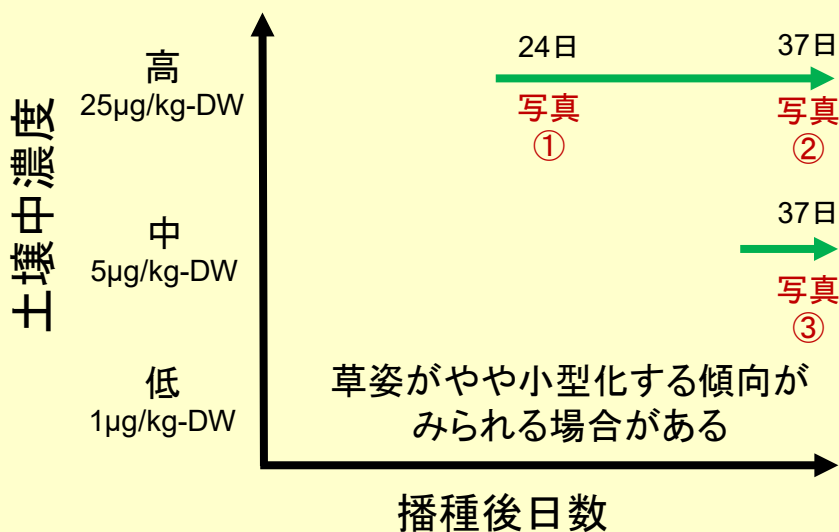 土壌中濃度
高
25µg/kg-DW
24日
37日
写真
①
写真
②
中
5µg/kg-DW
37日
写真
③
低
1µg/kg-DW
草姿がやや小型化する傾向が
みられる場合がある
播種後日数